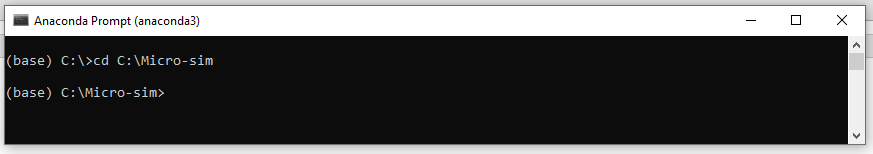 Anaconda Prompt (anaconda3)
(base) C:\>cd C:\Micro-sim
(base) C:\Micro-sim>